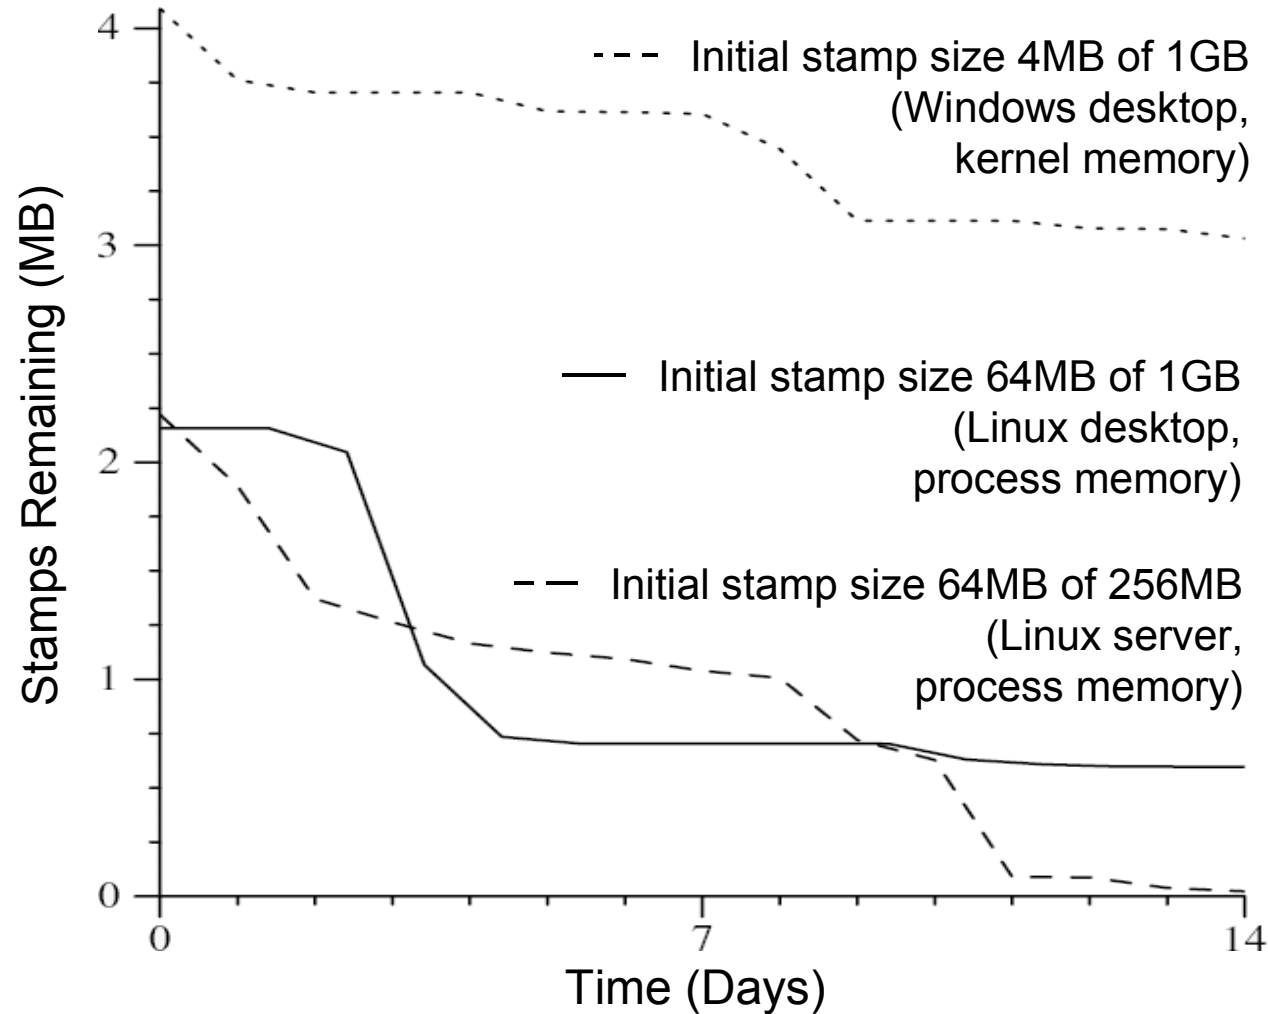 4
Initial stamp size 4MB of 1GB
(Windows desktop,
kernel memory)
3
Stamps Remaining (MB)
Initial stamp size 64MB of 1GB
(Linux desktop,
process memory)
2
Initial stamp size 64MB of 256MB
(Linux server,
process memory)
1
0
0 7 14
Time (Days)